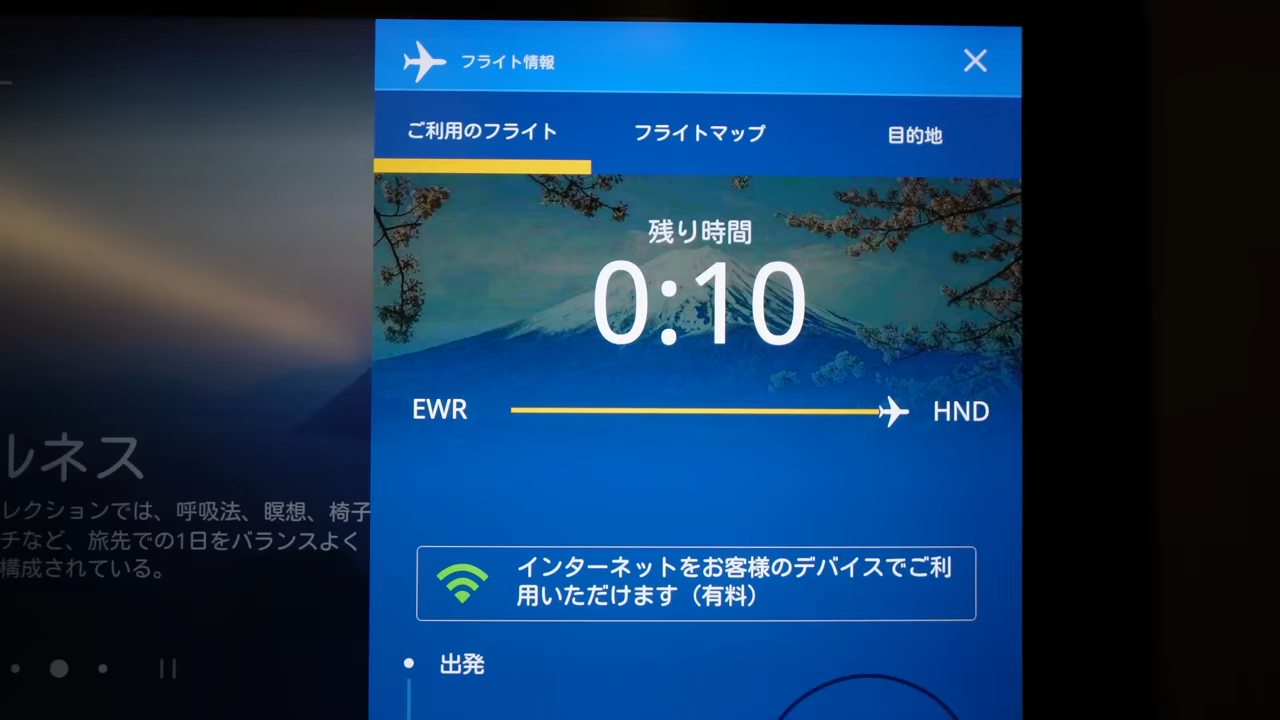 フライト情報
ご利用のフライト
フライトマップ
目的地
残り時間
0:10
EWR
HND
インターネットをお客様のデバイスでご利
用いただけます（有料）
出発
ルネス
レクションでは、呼吸法、瞑想、椅子
チなど、旅先での1日をバランスよく
構成されている。